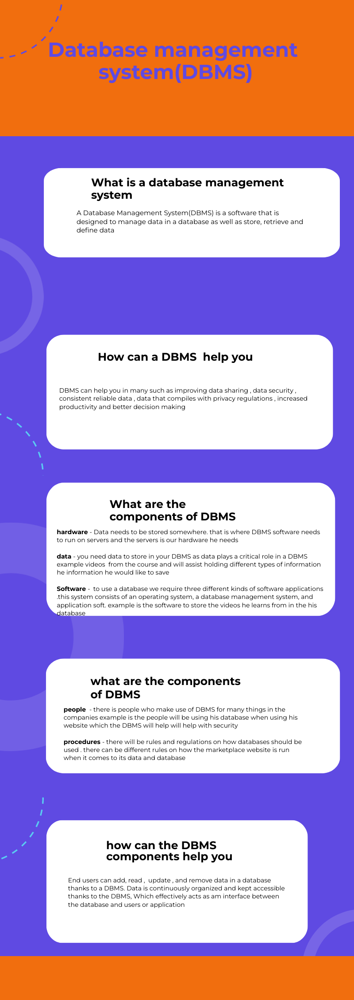 Database management
system(DBMS)
What is a database management
system
A Database Management System(DBMS) is a software that is
designed to manage data in a database as well as store, retrieve and
define data
How can a DBMS  help you
DBMS can help you in many such as improving data sharing , data security ,
consistent reliable data , data that compiles with privacy regulations , increased
productivity and better decision making
What are the
components of DBMS
hardware - Data needs to be stored somewhere. that is where DBMS software needs
to run on servers and the servers is our hardware he needs
data - you need data to store in your DBMS as data plays a critical role in a DBMS
example videos  from the course and will assist holding different types of information
he information he would like to save
Software -  to use a database we require three different kinds of software applications
.this system consists of an operating system, a database management system, and
application soft. example is the software to store the videos he learns from in the his
database
what are the components
of DBMS
people  - there is people who make use of DBMS for many things in the
companies example is the people will be using his database when using his
website which the DBMS will help will help with security
procedures - there will be rules and regulations on how databases should be
used . there can be different rules on how the marketplace website is run
when it comes to its data and database
how can the DBMS
components help you
End users can add, read ,  update , and remove data in a database
thanks to a DBMS. Data is continuously organized and kept accessible
thanks to the DBMS, Which effectively acts as am interface between
the database and users or application